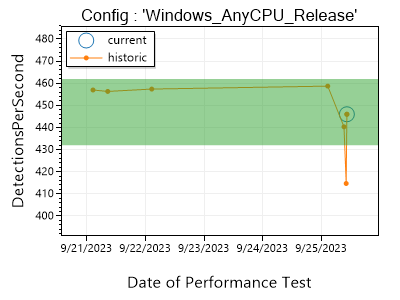 Config : 'Windows_AnyCPU_Release'
current
historic
480
470
460
450
440
430
420
410
400
DetectionsPerSecond
9/21/2023 9/22/2023 9/23/2023 9/24/2023 9/25/2023
Date of Performance Test